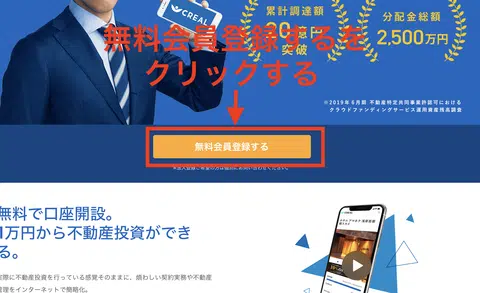 CREAL
累計調達額
突破
分配金総額
2,500万円
無料会員登録するを
クリックする
※2019年6月期 不動産特定共同事業許認可における
クラウドファンディングサービス運用資産残高調査
無料会員登録する
無料で口座開設。
1万円から不動産投資ができ
る。
実際に不動産投資を行っている感覚そのままに、煩わしい契約実務や不動産
管理をインターネットで簡略化。